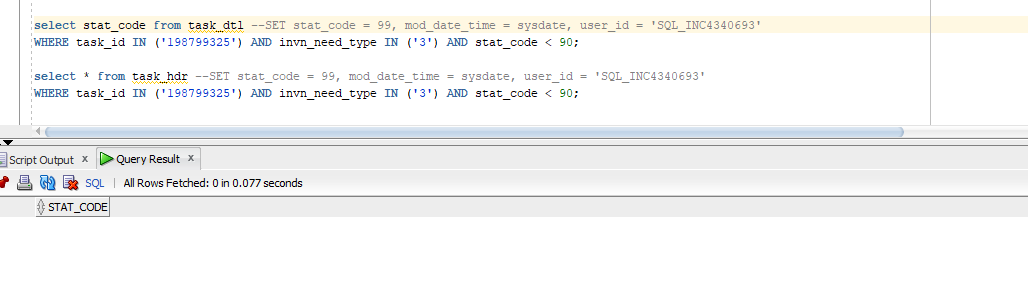 select stat_code from task_dtl --SET stat_code = 99, mod_date_time = sysdate, user_id = 'SQL_INC4340693'
WHERE task_id IN ('198799325') AND invn_need_type IN ('3') AND stat_code < 90;
select * from task_hdr --SET stat_code = 99, mod_date_time = sysdate, user_id = 'SQL_INC4340693'
WHERE task_id IN ('198799325') AND invn_need_type IN ('3') AND stat_code < 90;
Script Output x Query Result x
SQL | All Rows Fetched: 0 in 0.077 seconds
STAT_CODE